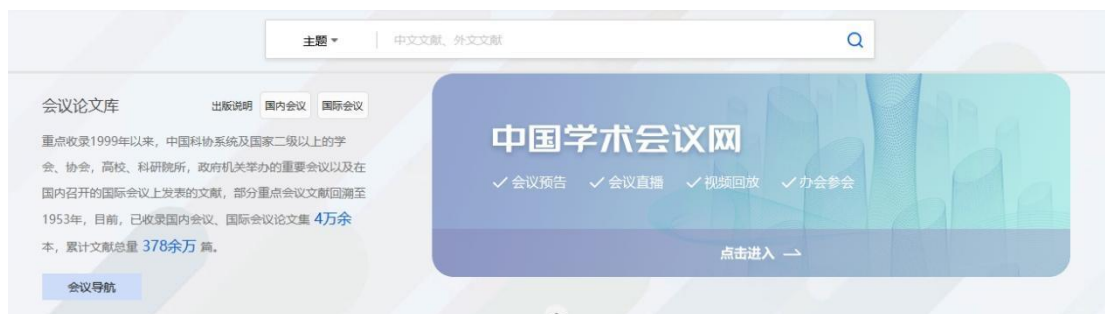 主题
中文文献、外文文献
会议论文库
出版说明 国内会议 国际会议
重点收录1999年以来，中国科协系统及国家二级以上的学
会、协会，高校、科研院所，政府机关举办的重要会议以及在
国内召开的国际会议上发表的文献，部分重点会议文献回溯至
1953年，目前，已收录国内会议、国际会议论文集 4万余
本，累计文献总量 378余万 篇。
会议导航
中国学术会议网
✓ 会议预告 ✓ 会议直播 ✓ 视频回放 ✓ 办会参会
点击进入 →